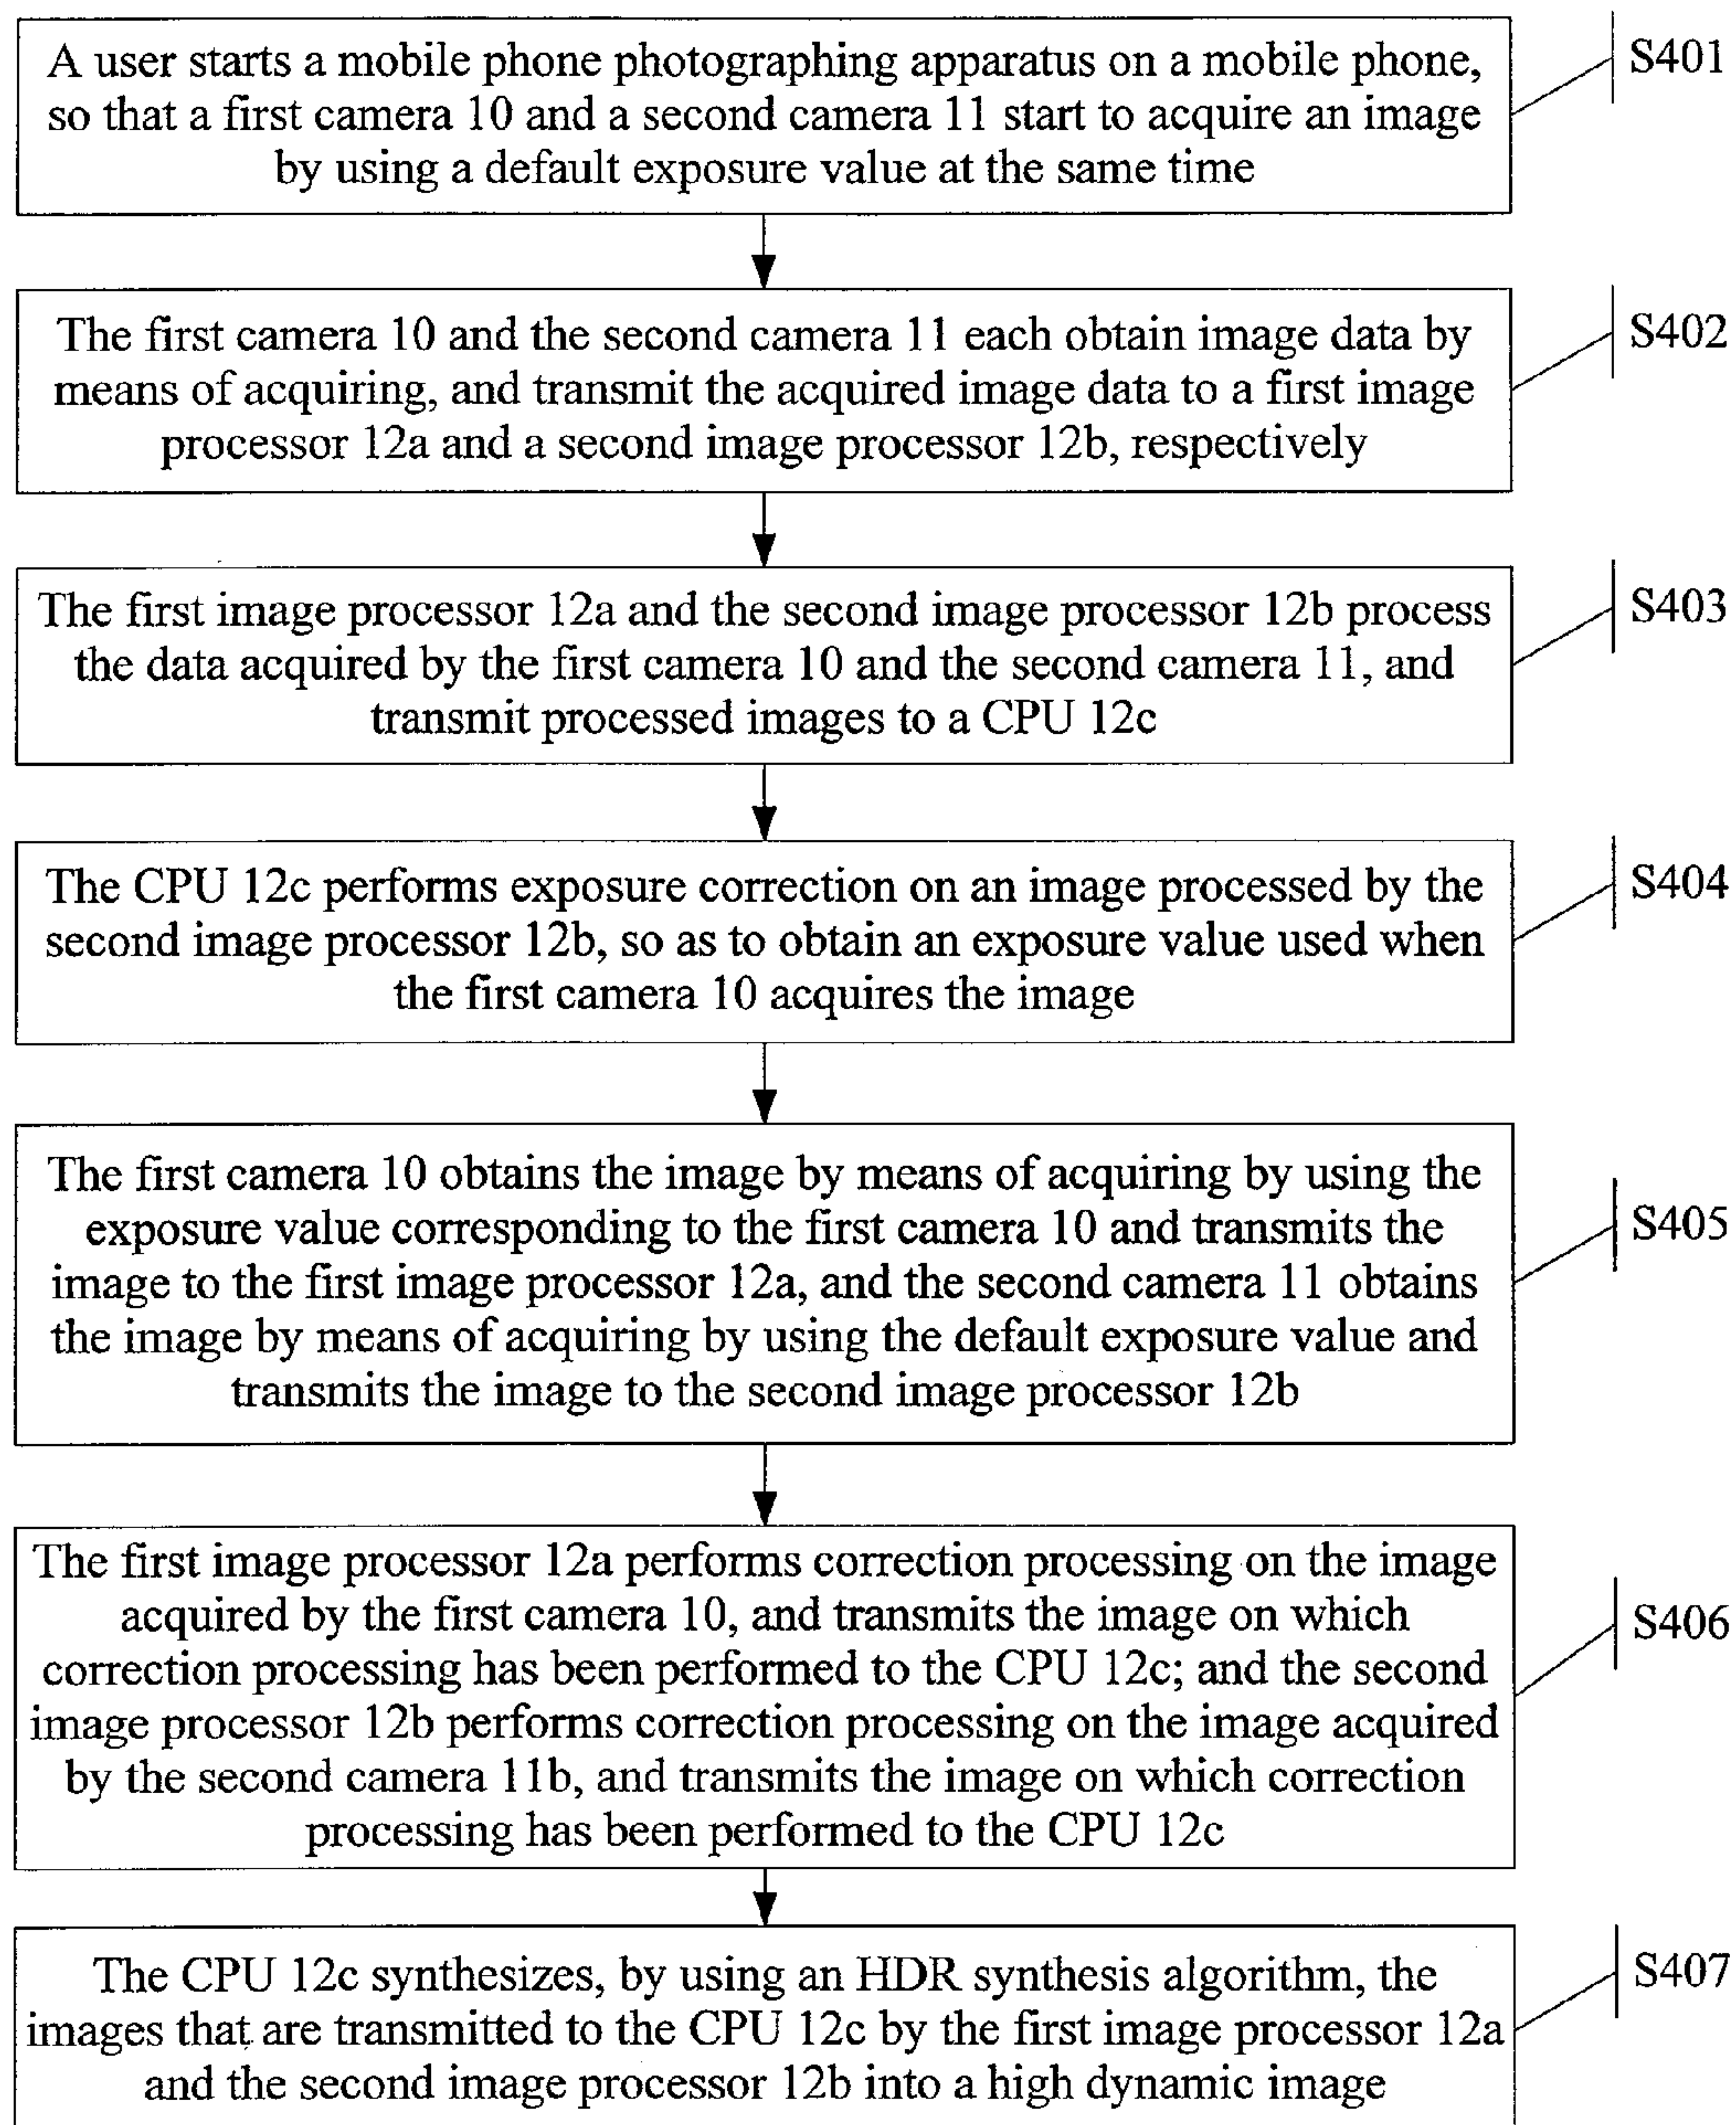 A user starts a mobile phone photographing apparatus on a mobile phone,
so that a first camera 10 and a second camera 11 start to acquire an image
by using a default exposure value at the same time
S401
The first camera 10 and the second camera 11 each obtain image data by
means of acquiring, and transmit the acquired image data to a first image
processor 12a and a second image processor 12b, respectively
S402
The first image processor 12a and the second image processor 12b process
the data acquired by the first camera 10 and the second camera 11, and
transmit processed images to a CPU 12c
S403
The CPU 12c performs exposure correction on an image processed by the
second image processor 12b, so as to obtain an exposure value used when
the first camera 10 acquires the image
S404
The first camera 10 obtains the image by means of acquiring by using the
exposure value corresponding to the first camera 10 and transmits the
image to the first image processor 12a, and the second camera 11 obtains
the image by means of acquiring by using the default exposure value and
transmits the image to the second image processor 12b
S405
The first image processor 12a performs correction processing on the image
acquired by the first camera 10, and transmits the image on which
correction processing has been performed to the CPU 12c; and the second
image processor 12b performs correction processing on the image acquired
by the second camera 11b, and transmits the image on which correction
processing has been performed to the CPU 12c
S406
The CPU 12c synthesizes, by using an HDR synthesis algorithm, the
images that are transmitted to the CPU 12c by the first image processor 12a
and the second image processor 12b into a high dynamic image
S407